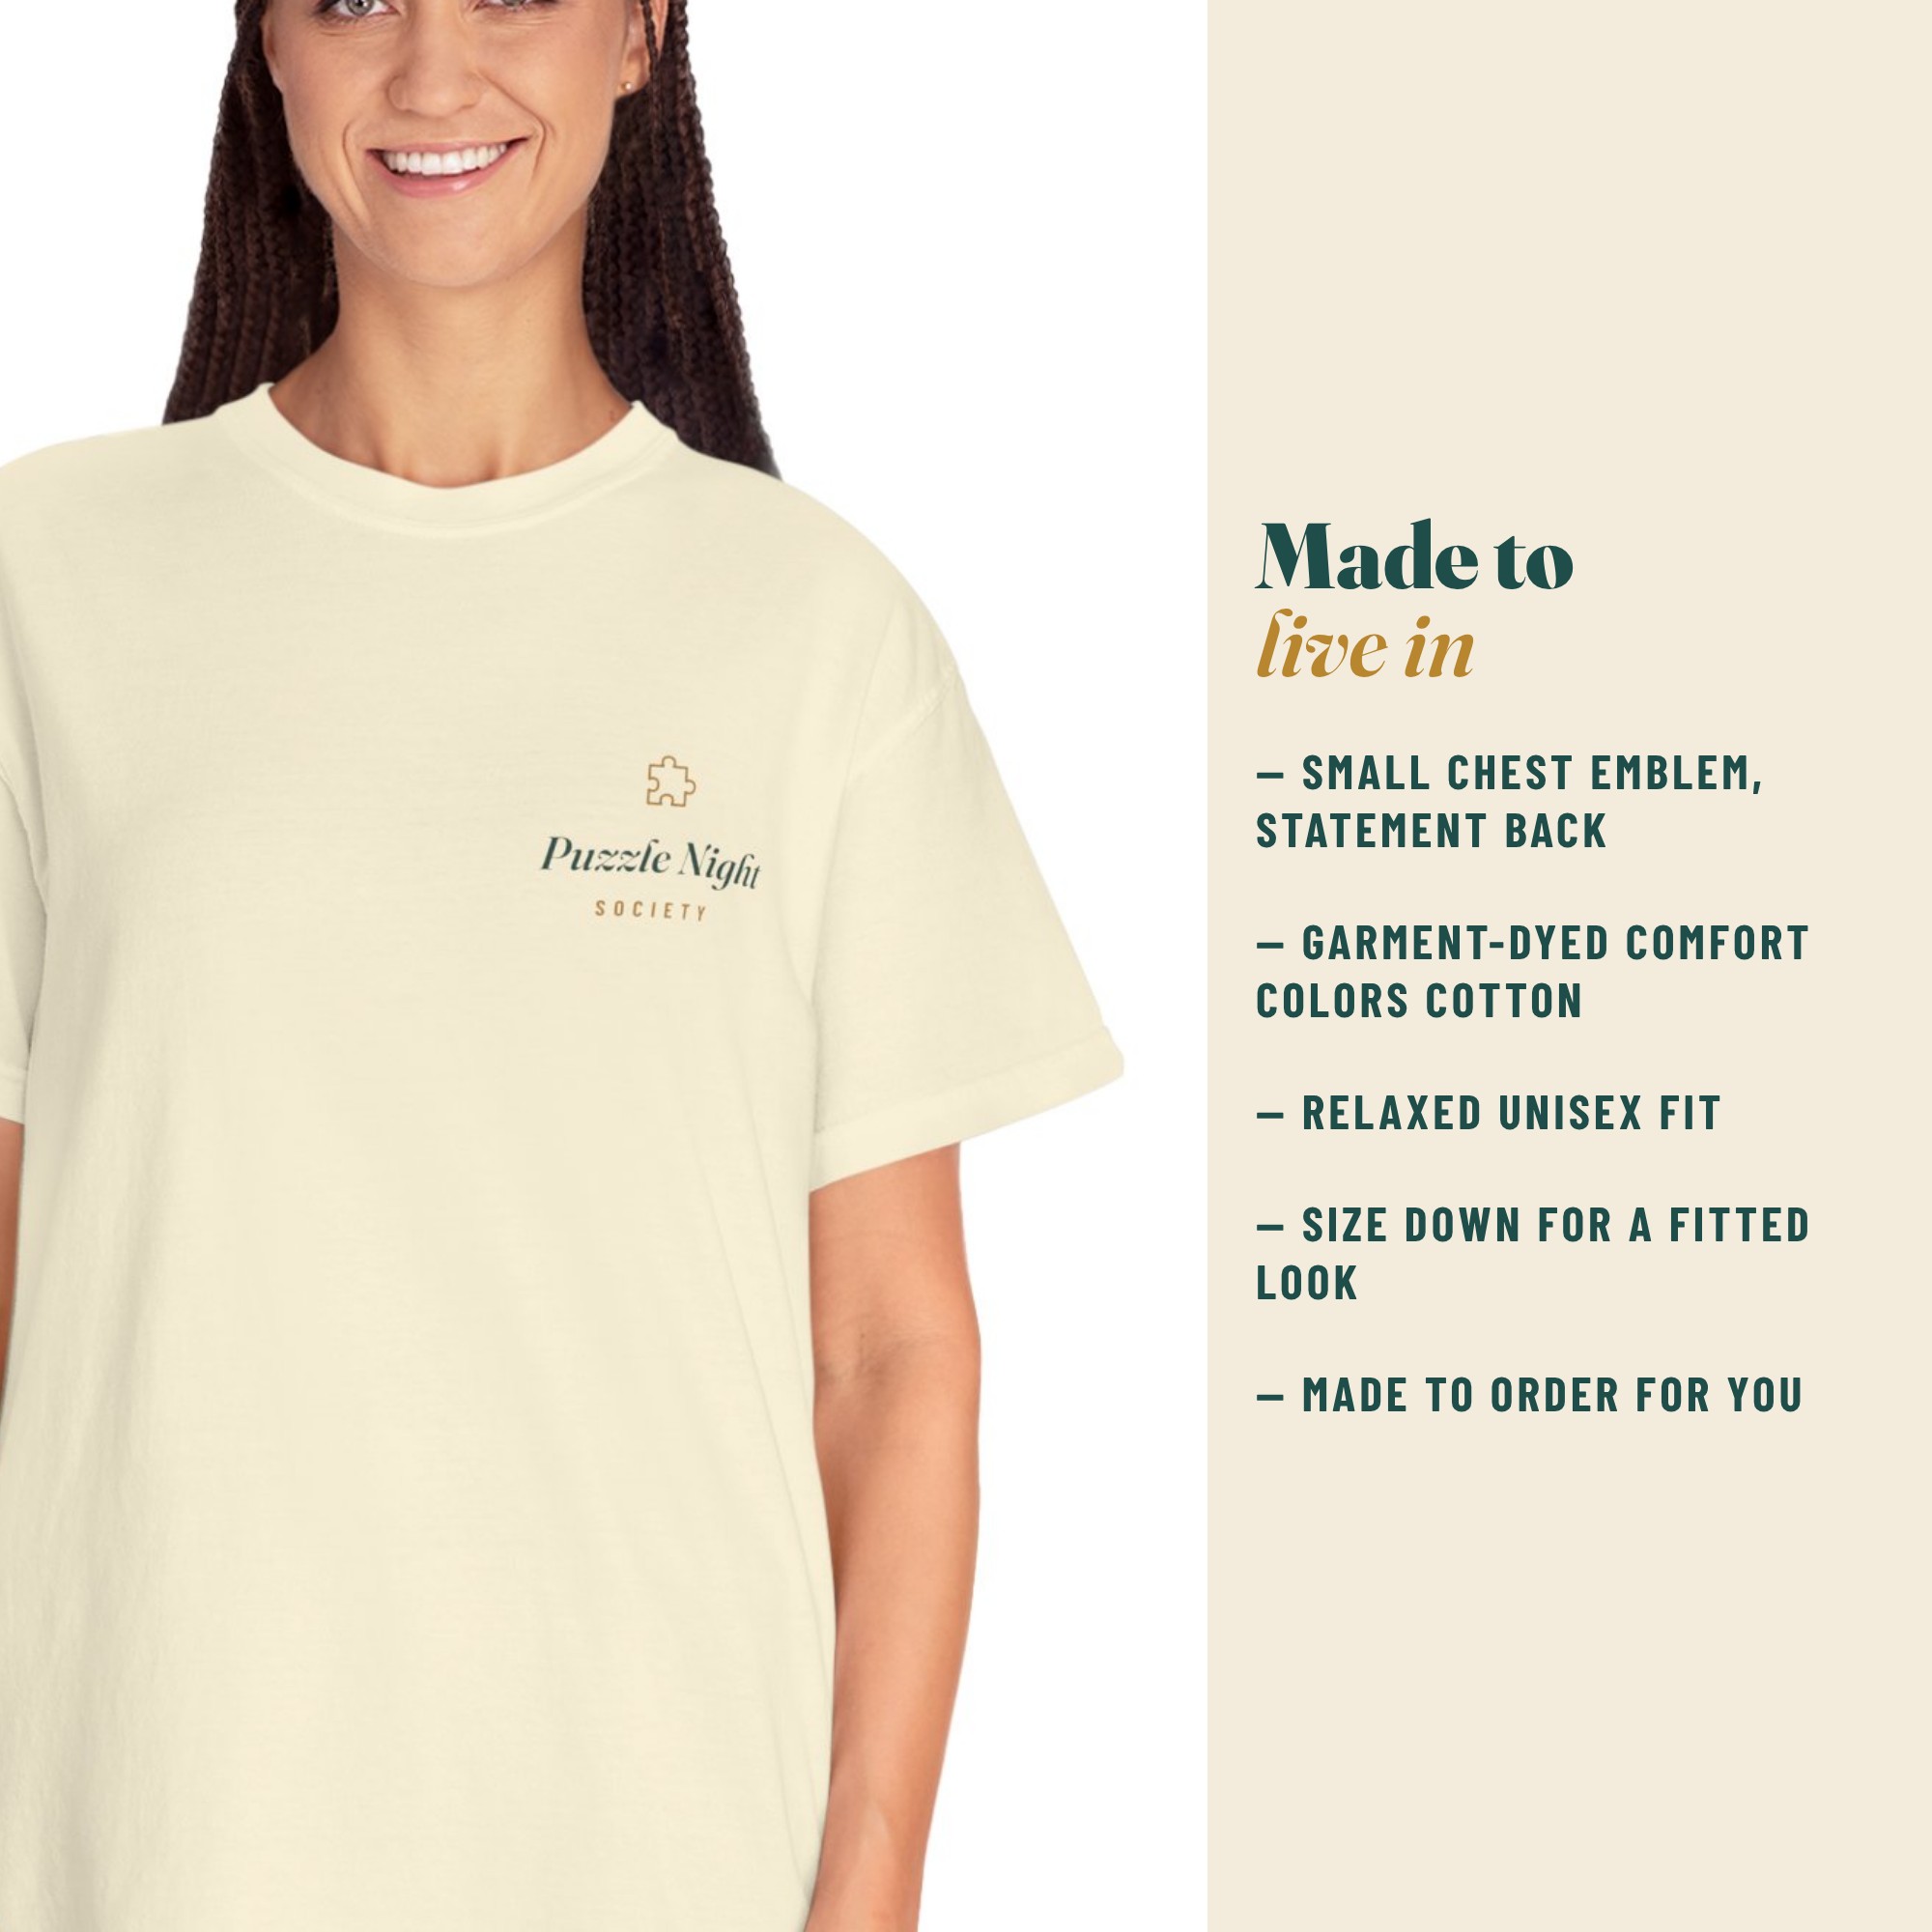 Puzzle Night
SOCIETY
Made to
live in
– SMALL CHEST EMBLEM,
STATEMENT BACK
– GARMENT-DYED COMFORT
COLORS COTTON
– RELAXED UNISEX FIT
– SIZE DOWN FOR A FITTED
LOOK
– MADE TO ORDER FOR YOU